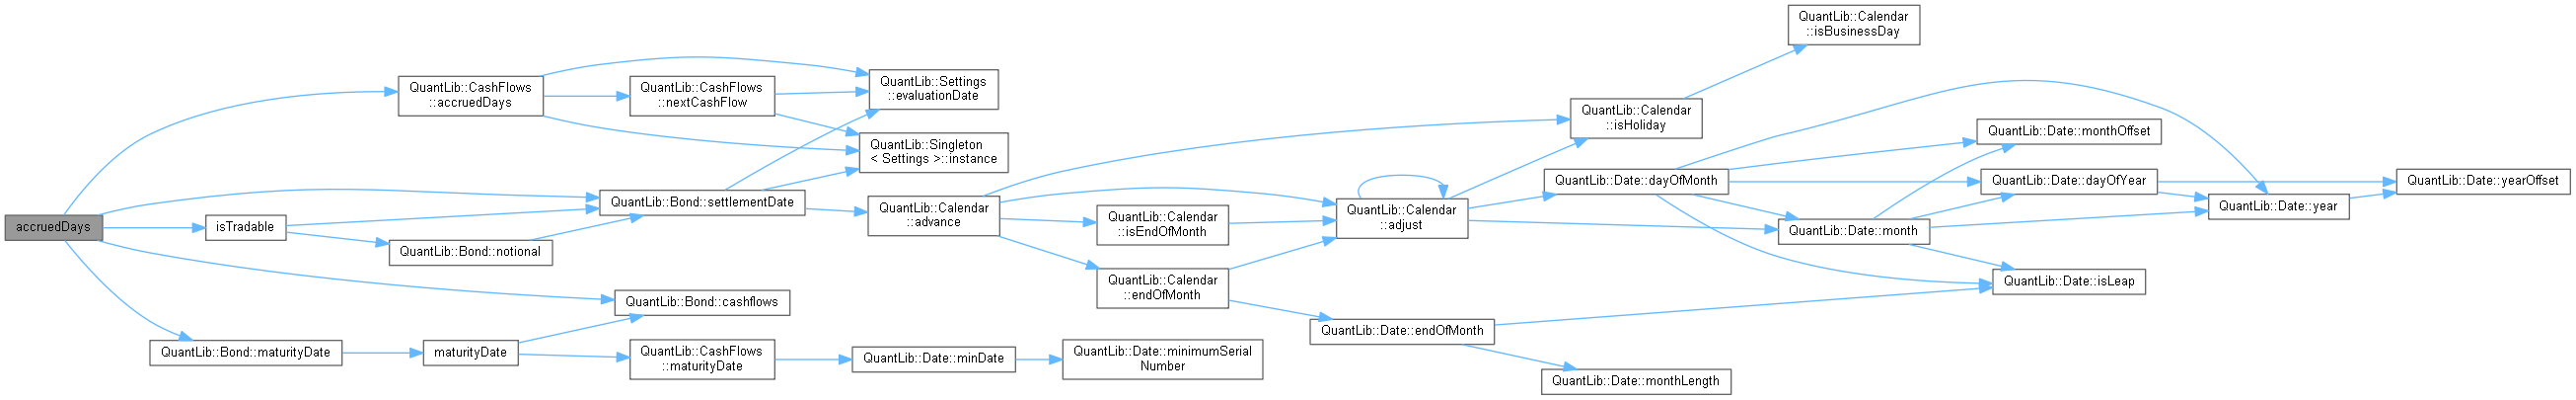 accruedDays
QuantLib::CashFlows
::accruedDays
isTradable
QuantLib::Bond::maturityDate
QuantLib::Bond::notional
maturityDate
QuantLib::CashFlows
::nextCashFlow
QuantLib::Bond::settlementDate
QuantLib::Bond::cashflows
QuantLib::CashFlows
::maturityDate
QuantLib::Settings
::evaluationDate
QuantLib::Singleton
< Settings >::instance
QuantLib::Calendar
::advance
QuantLib::Date::minDate
QuantLib::Calendar
::isEndOfMonth
QuantLib::Calendar
::endOfMonth
QuantLib::Date::minimumSerial
Number
QuantLib::Calendar
::adjust
QuantLib::Date::endOfMonth
QuantLib::Calendar
::isHoliday
QuantLib::Date::dayOfMonth
QuantLib::Date::monthLength
QuantLib::Calendar
::isBusinessDay
QuantLib::Date::month
QuantLib::Date::monthOffset
QuantLib::Date::dayOfYear
QuantLib::Date::isLeap
QuantLib::Date::year
QuantLib::Date::yearOffset